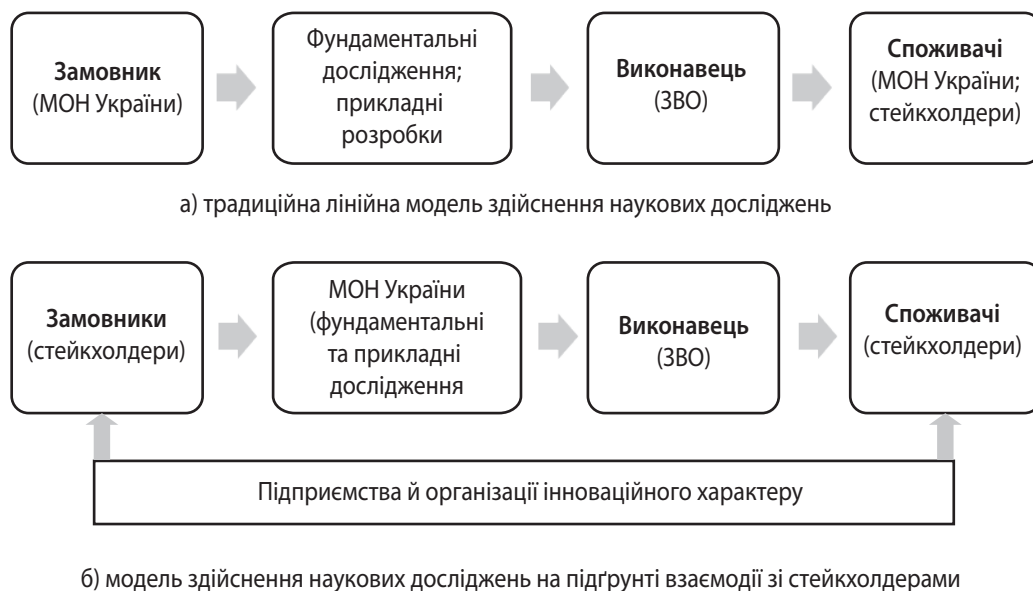 Замовник
(МОН України)
Фундаментальні
дослідження;
прикладні
розробки
Виконавець
(ЗВО)
Споживачі
(МОН України;
стейкхолдери)
а) традиційна лінійна модель здійснення наукових досліджень
Замовники
(стейкхолдери)
МОН України
(фундаментальні
та прикладні
дослідження
Виконавець
(ЗВО)
Споживачі
(стейкхолдери)
Підприємства й організації інноваційного характеру
б) модель здійснення наукових досліджень на підґрунті взаємодії зі стейкхолдерами